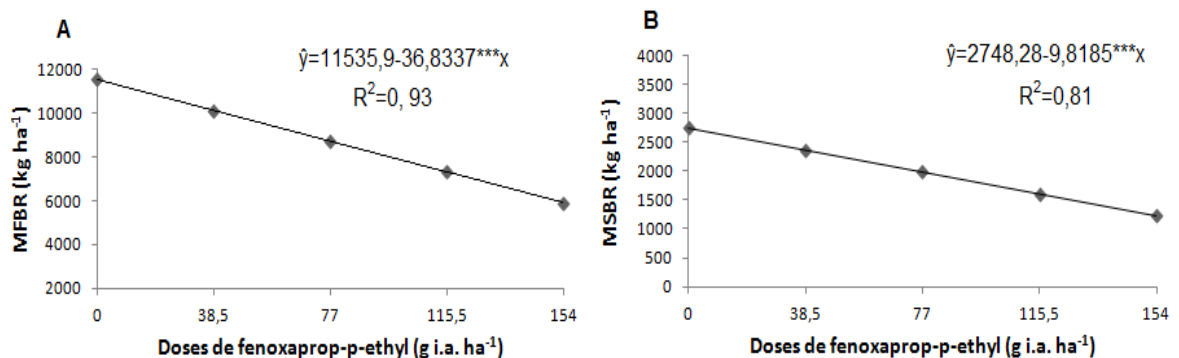 A
ŷ=11535,9-36,8337***x
R²=0, 93
MFBR (kg ha⁻¹)
12000
10000
8000
6000
4000
2000
0 38,5 77 115,5 154
Doses de fenoxaprop-p-ethyl (g i.a. ha⁻¹)
B
ŷ=2748,28-9,8185***x
R²=0,81
MSBR (kg ha⁻¹)
4000
3500
3000
2500
2000
1500
1000
500
0
0 38,5 77 115,5 154
Doses de fenoxaprop-p-ethyl (g i.a. ha⁻¹)